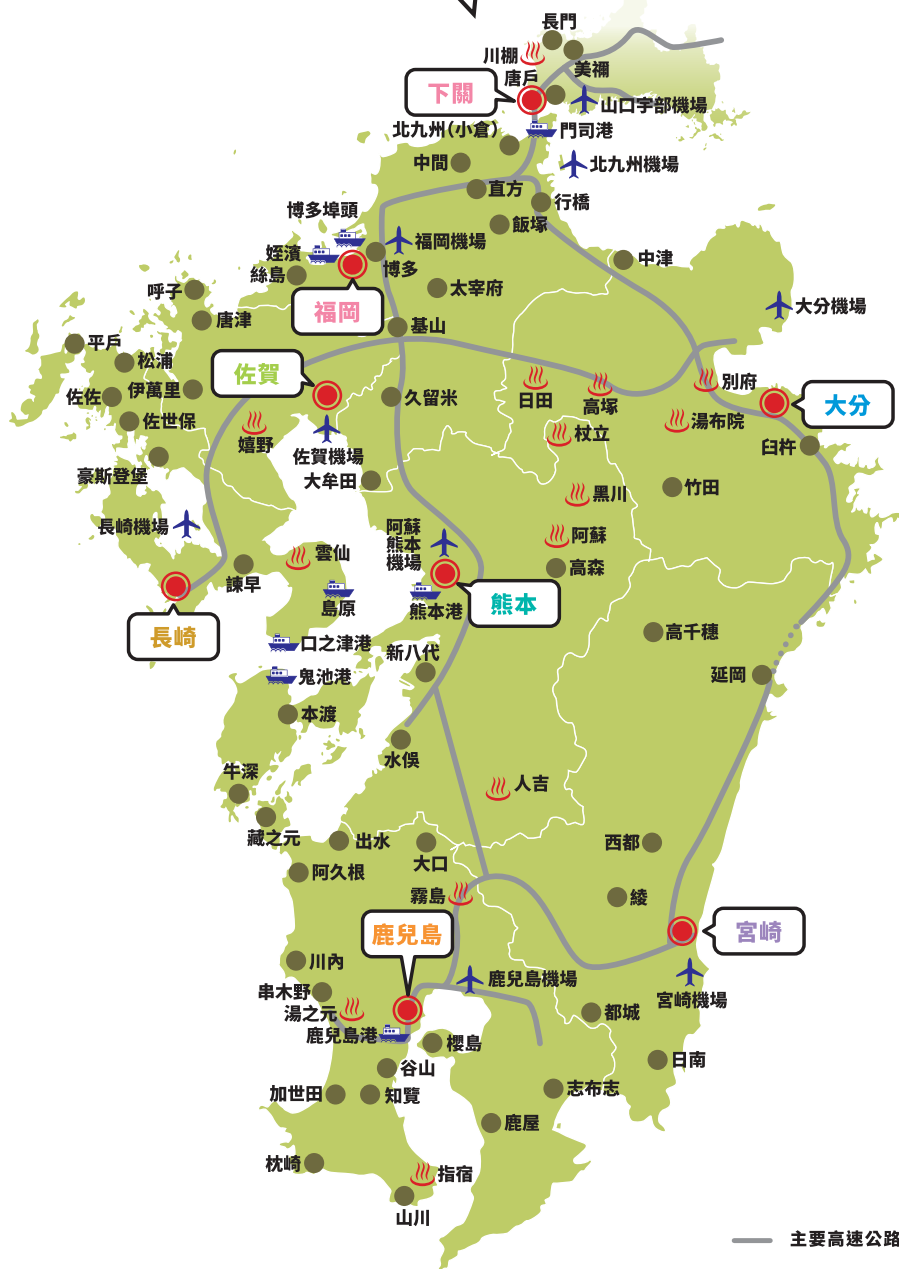 長門
川棚
美禰
唐戶
下關
山口宇部機場
北九州(小倉)
門司港
中間
北九州機場
直方
行橋
博多埠頭
飯塚
福岡機場
姪濱
博多
中津
絲島
太宰府
呼子
福岡
大分機場
唐津
基山
平戶
松浦
佐賀
別府
伊萬里
佐佐
久留米
日田
高塚
大分
佐世保
湯布院
嬉野
杖立
臼杵
佐賀機場
豪斯登堡
大牟田
竹田
黑川
長崎機場
阿蘇
熊本
機場
阿蘇
雲仙
高森
諫早
熊本
島原
熊本港
長崎
高千穗
口之津港
新八代
鬼池港
延岡
本渡
水俣
牛深
人吉
藏之元
出水
西都
大口
阿久根
霧島
綾
鹿兒島
宮崎
川內
鹿兒島機場
串木野
宮崎機場
湯之元
都城
鹿兒島港
櫻島
日南
谷山
加世田
知覽
志布志
鹿屋
枕崎
指宿
山川
主要高速公路